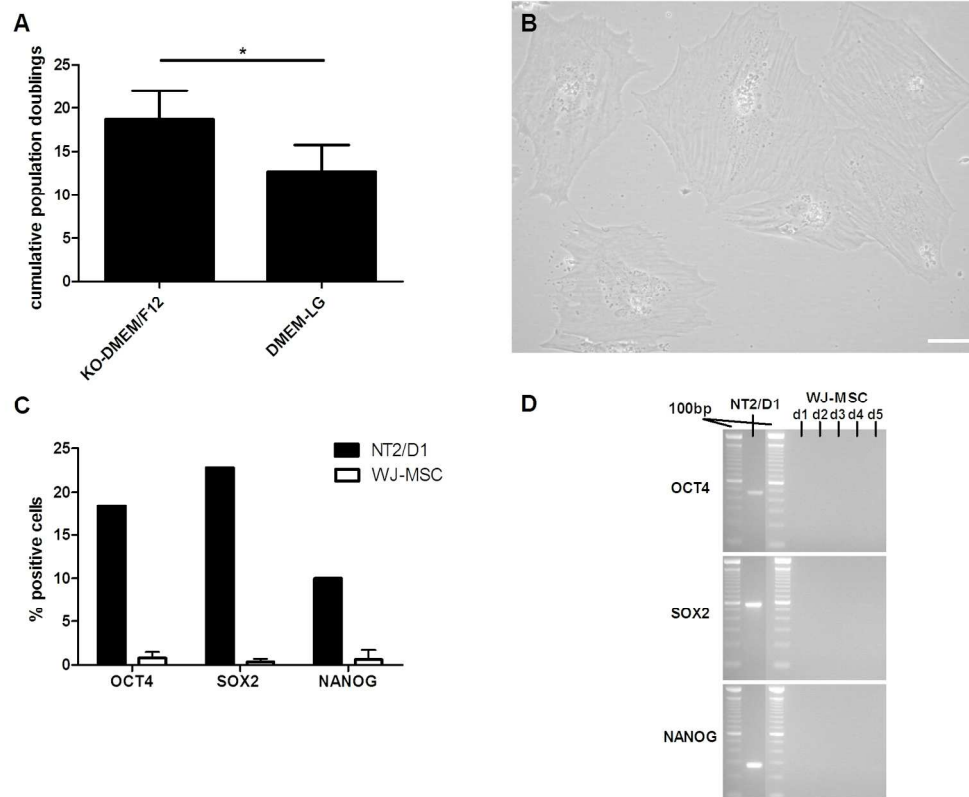 A
*
cumulative population doublings
25
20
15
10
5
0
KO-DMEM/F12
DMEM-LG
B
C
% positive cells
25
20
15
10
5
0
NT2/D1
WJ-MSC
OCT4
SOX2
NANOG
D
100bp
NT2/D1
WJ-MSC
d1 d2 d3 d4 d5
OCT4
SOX2
NANOG